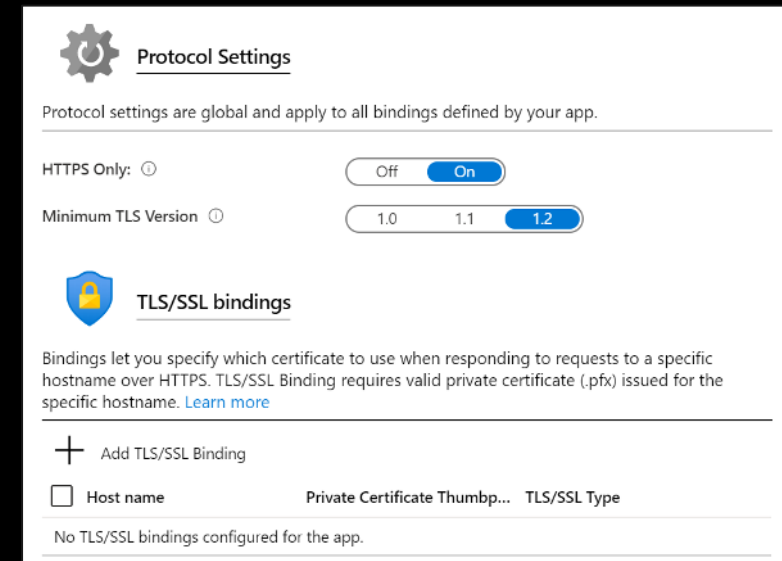 Protocol Settings
Protocol settings are global and apply to all bindings defined by your app.
HTTPS Only:
Off On
Minimum TLS Version
1.0 1.1 1.2
TLS/SSL bindings
Bindings let you specify which certificate to use when responding to requests to a specific
hostname over HTTPS. TLS/SSL Binding requires valid private certificate (.pfx) issued for the
specific hostname. Learn more
Add TLS/SSL Binding
Host name Private Certificate Thumbp... TLS/SSL Type
No TLS/SSL bindings configured for the app.